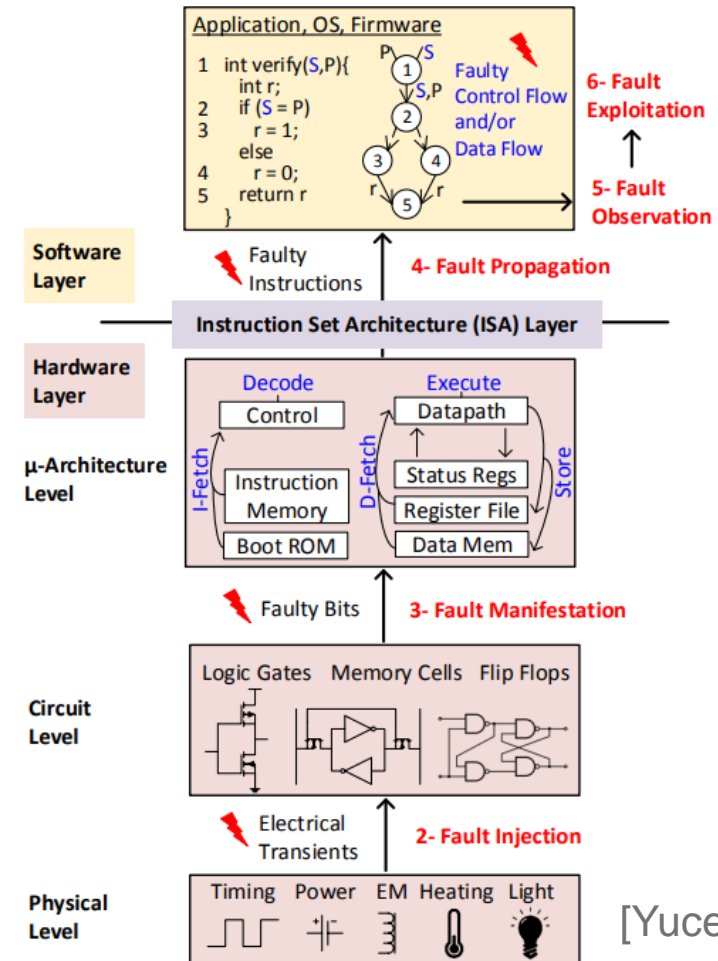 Application, OS, Firmware
1 int verify(S,P){
int r;
2 if (S = P)
3 r = 1;
else
4 r = 0;
5 return r
}
P S
1
S,P
2
3 4
r r
5
Faulty
Control Flow
and/or
Data Flow
6- Fault
Exploitation
5- Fault
Observation
Software
Layer
Faulty
Instructions
4- Fault Propagation
Instruction Set Architecture (ISA) Layer
Hardware
Layer
μ-Architecture
Level
Decode
Control
I-Fetch
Instruction
Memory
Boot ROM
Execute
Datapath
D-Fetch
Status Regs
Register File
Data Mem
Store
Faulty Bits
3- Fault Manifestation
Circuit
Level
Logic Gates Memory Cells Flip Flops
Electrical
Transients
2- Fault Injection
Physical
Level
Timing Power EM Heating Light
[Yuce